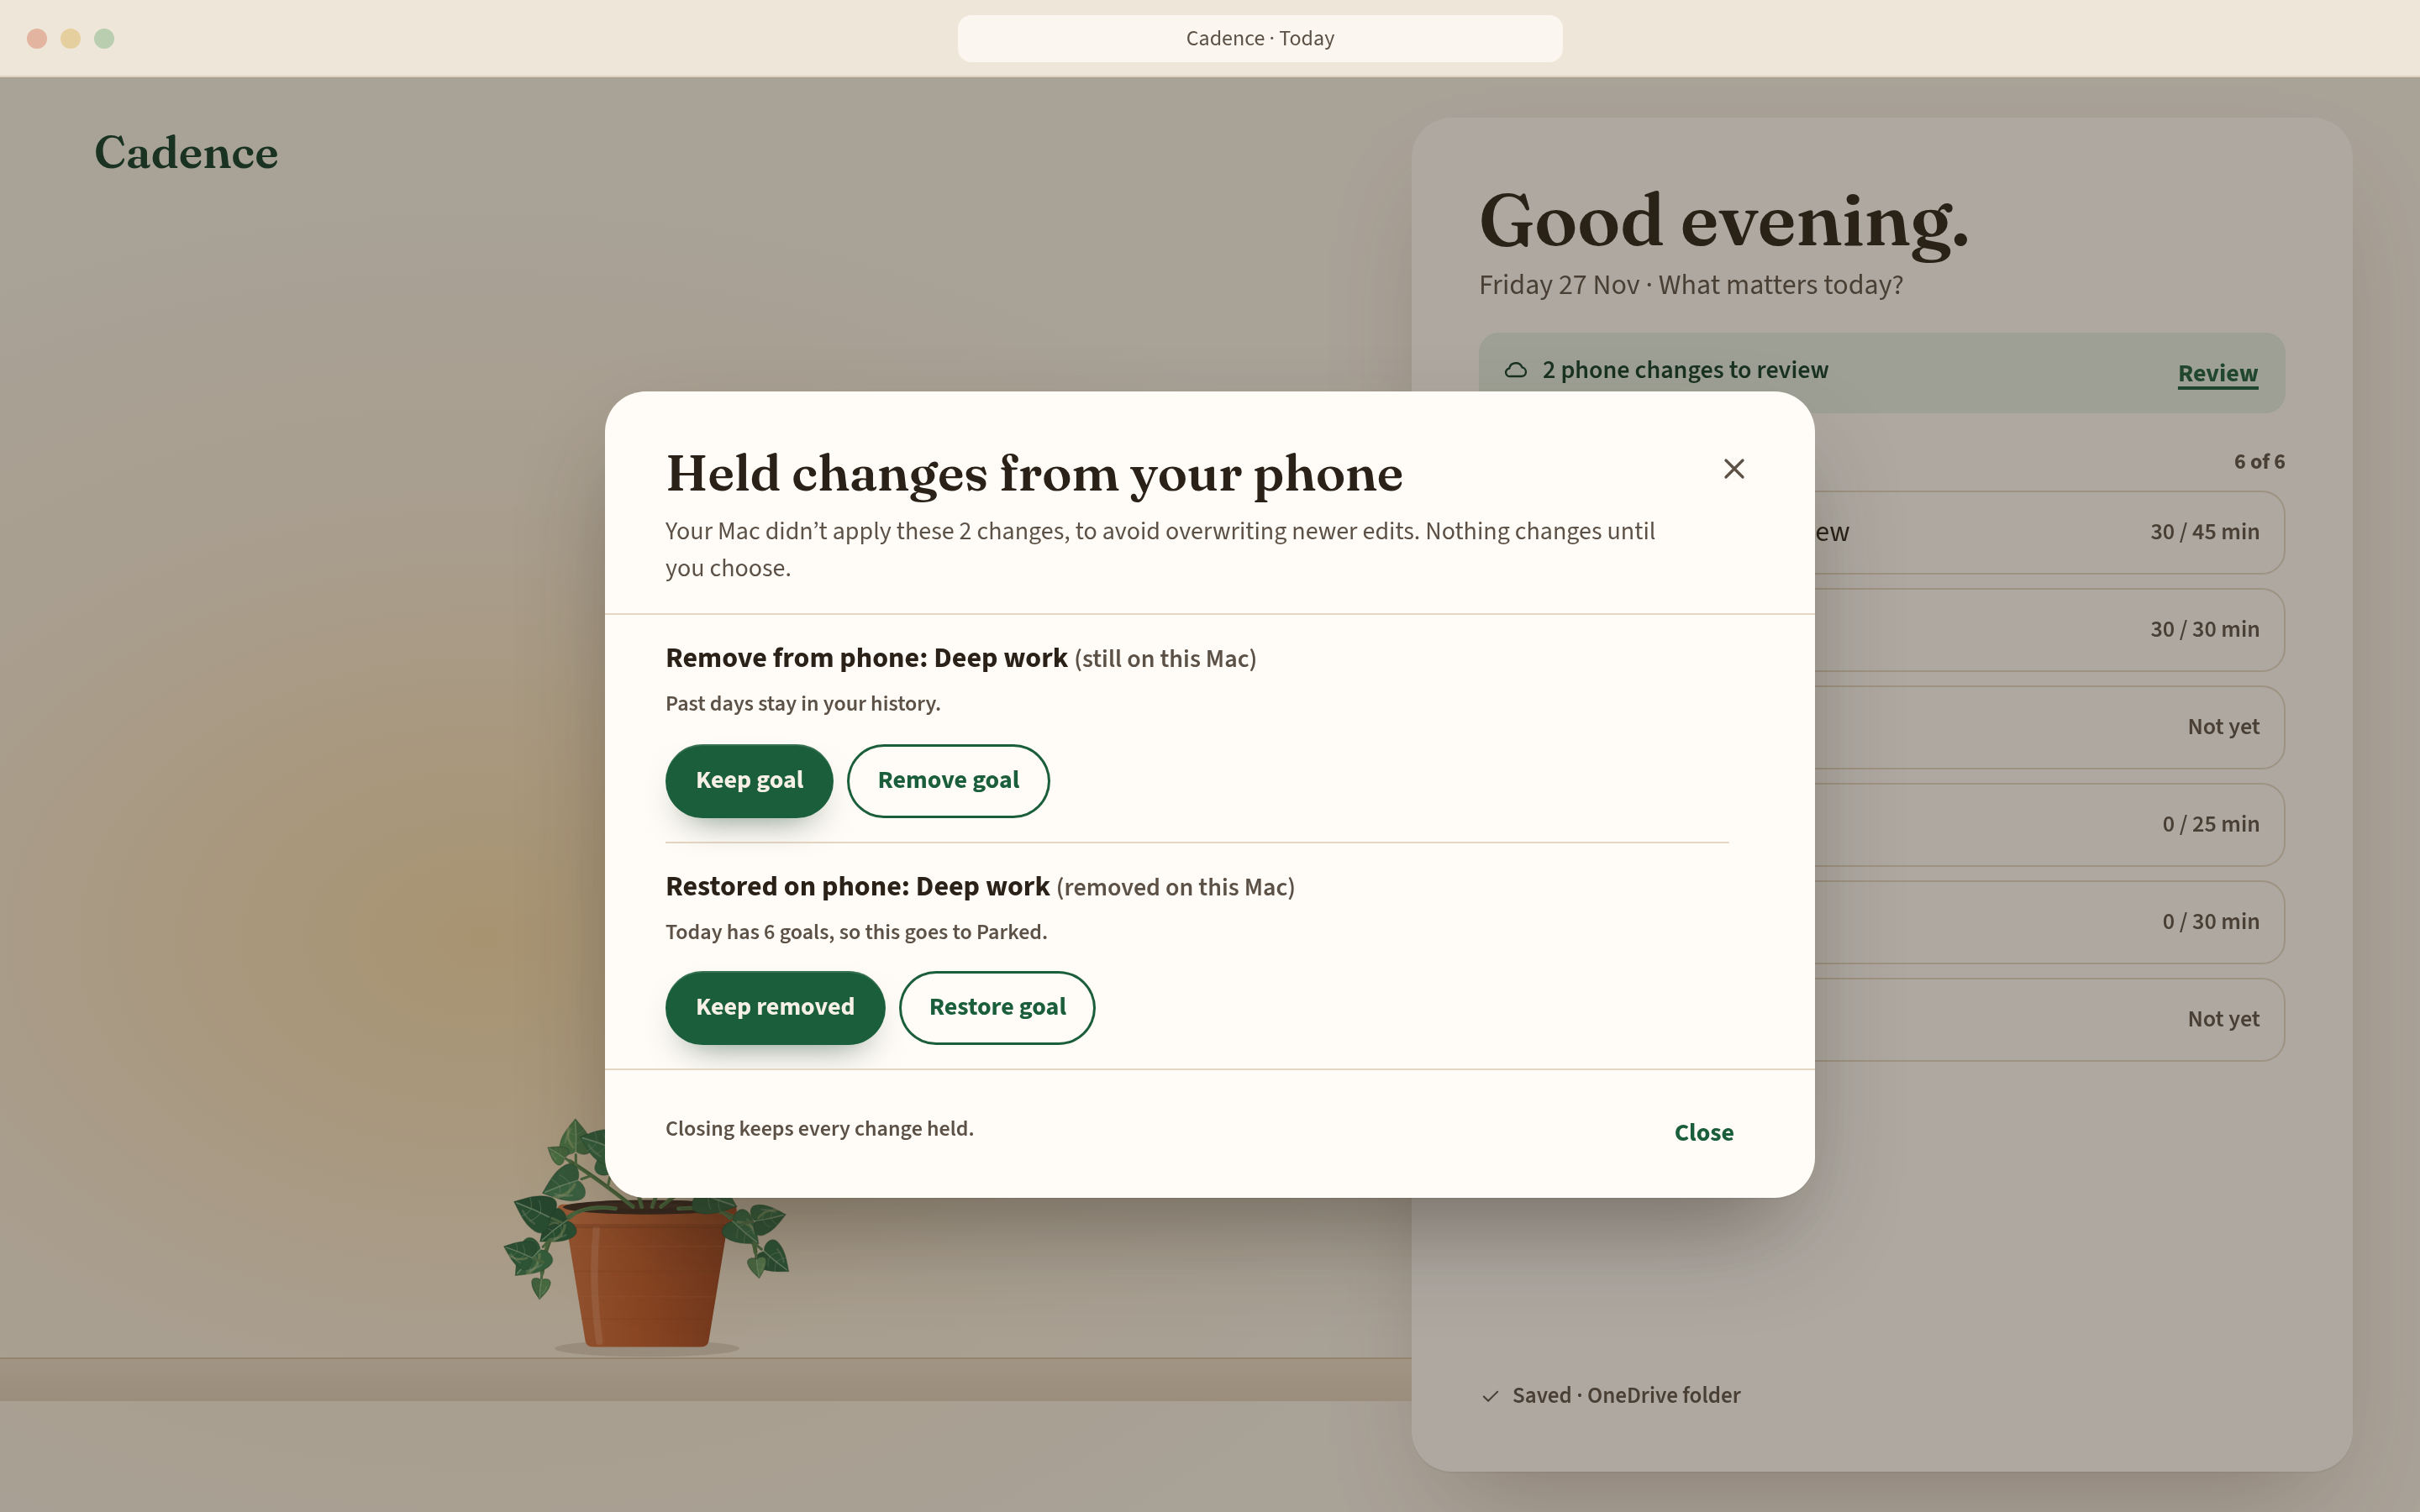 Cadence · Today
Cadence
Good evening.
Friday 27 Nov · What matters today?
2 phone changes to review
Review
6 of 6
ew
30 / 45 min
30 / 30 min
Not yet
0 / 25 min
0 / 30 min
Not yet
Held changes from your phone
Your Mac didn’t apply these 2 changes, to avoid overwriting newer edits. Nothing changes until
you choose.
Remove from phone: Deep work (still on this Mac)
Past days stay in your history.
Keep goal
Remove goal
Restored on phone: Deep work (removed on this Mac)
Today has 6 goals, so this goes to Parked.
Keep removed
Restore goal
Closing keeps every change held.
Close
Saved · OneDrive folder